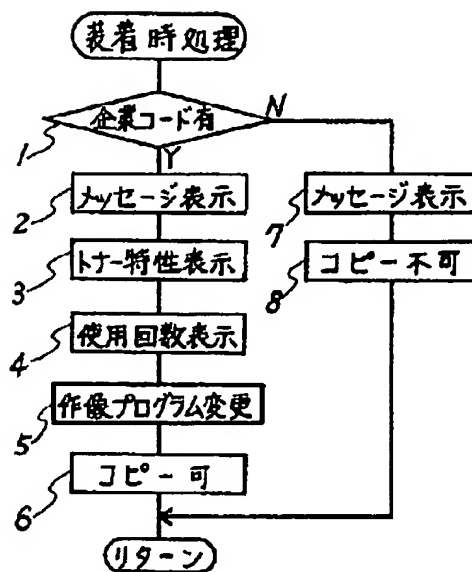 装着時処理
企業コード有
N
1
Y
2
メッセージ表示
7
メッセージ表示
3
トナー特性表示
8
コピー不可
4
使用回数表示
5
作像プログラム変更
6
コピー可
リターン